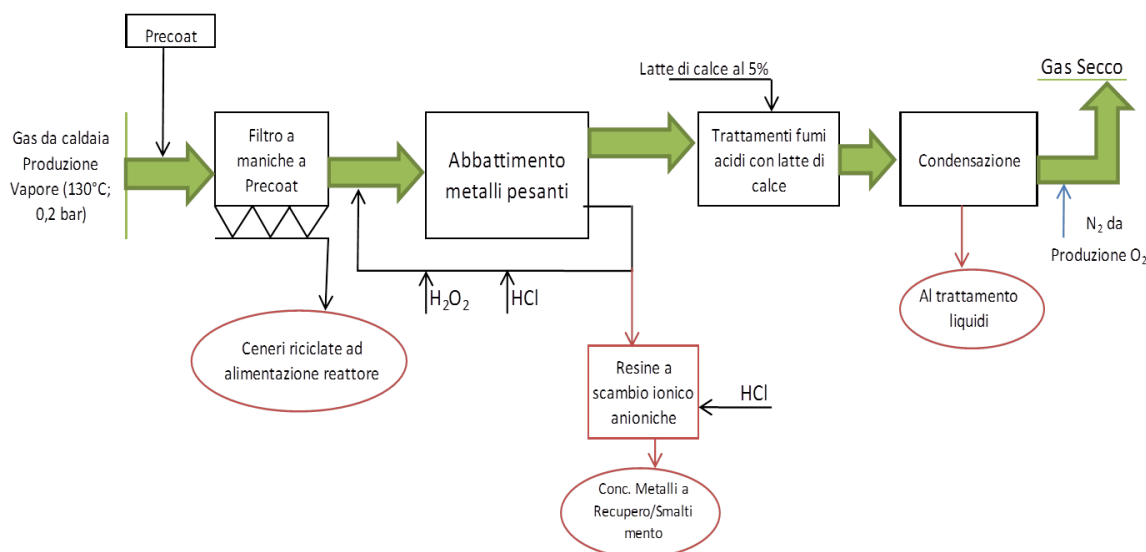 Precoat
Gas da caldaia
Produzione
Vapore (130°C;
0,2 bar)
Filtro a
maniche a
Precoat
Abbattimento
metalli pesanti
Latte di calce al 5%
Trattamenti fumi
acidi con latte di
calce
Condensazione
Gas Secco
N₂ da
Produzione O₂
H₂O₂
HCl
Ceneri riciclate ad
alimentazione reattore
Al trattamento
liquidi
Resine a
scambio ionico
anioniche
HCl
Conc. Metalli a
Recupero/Smalti
mento